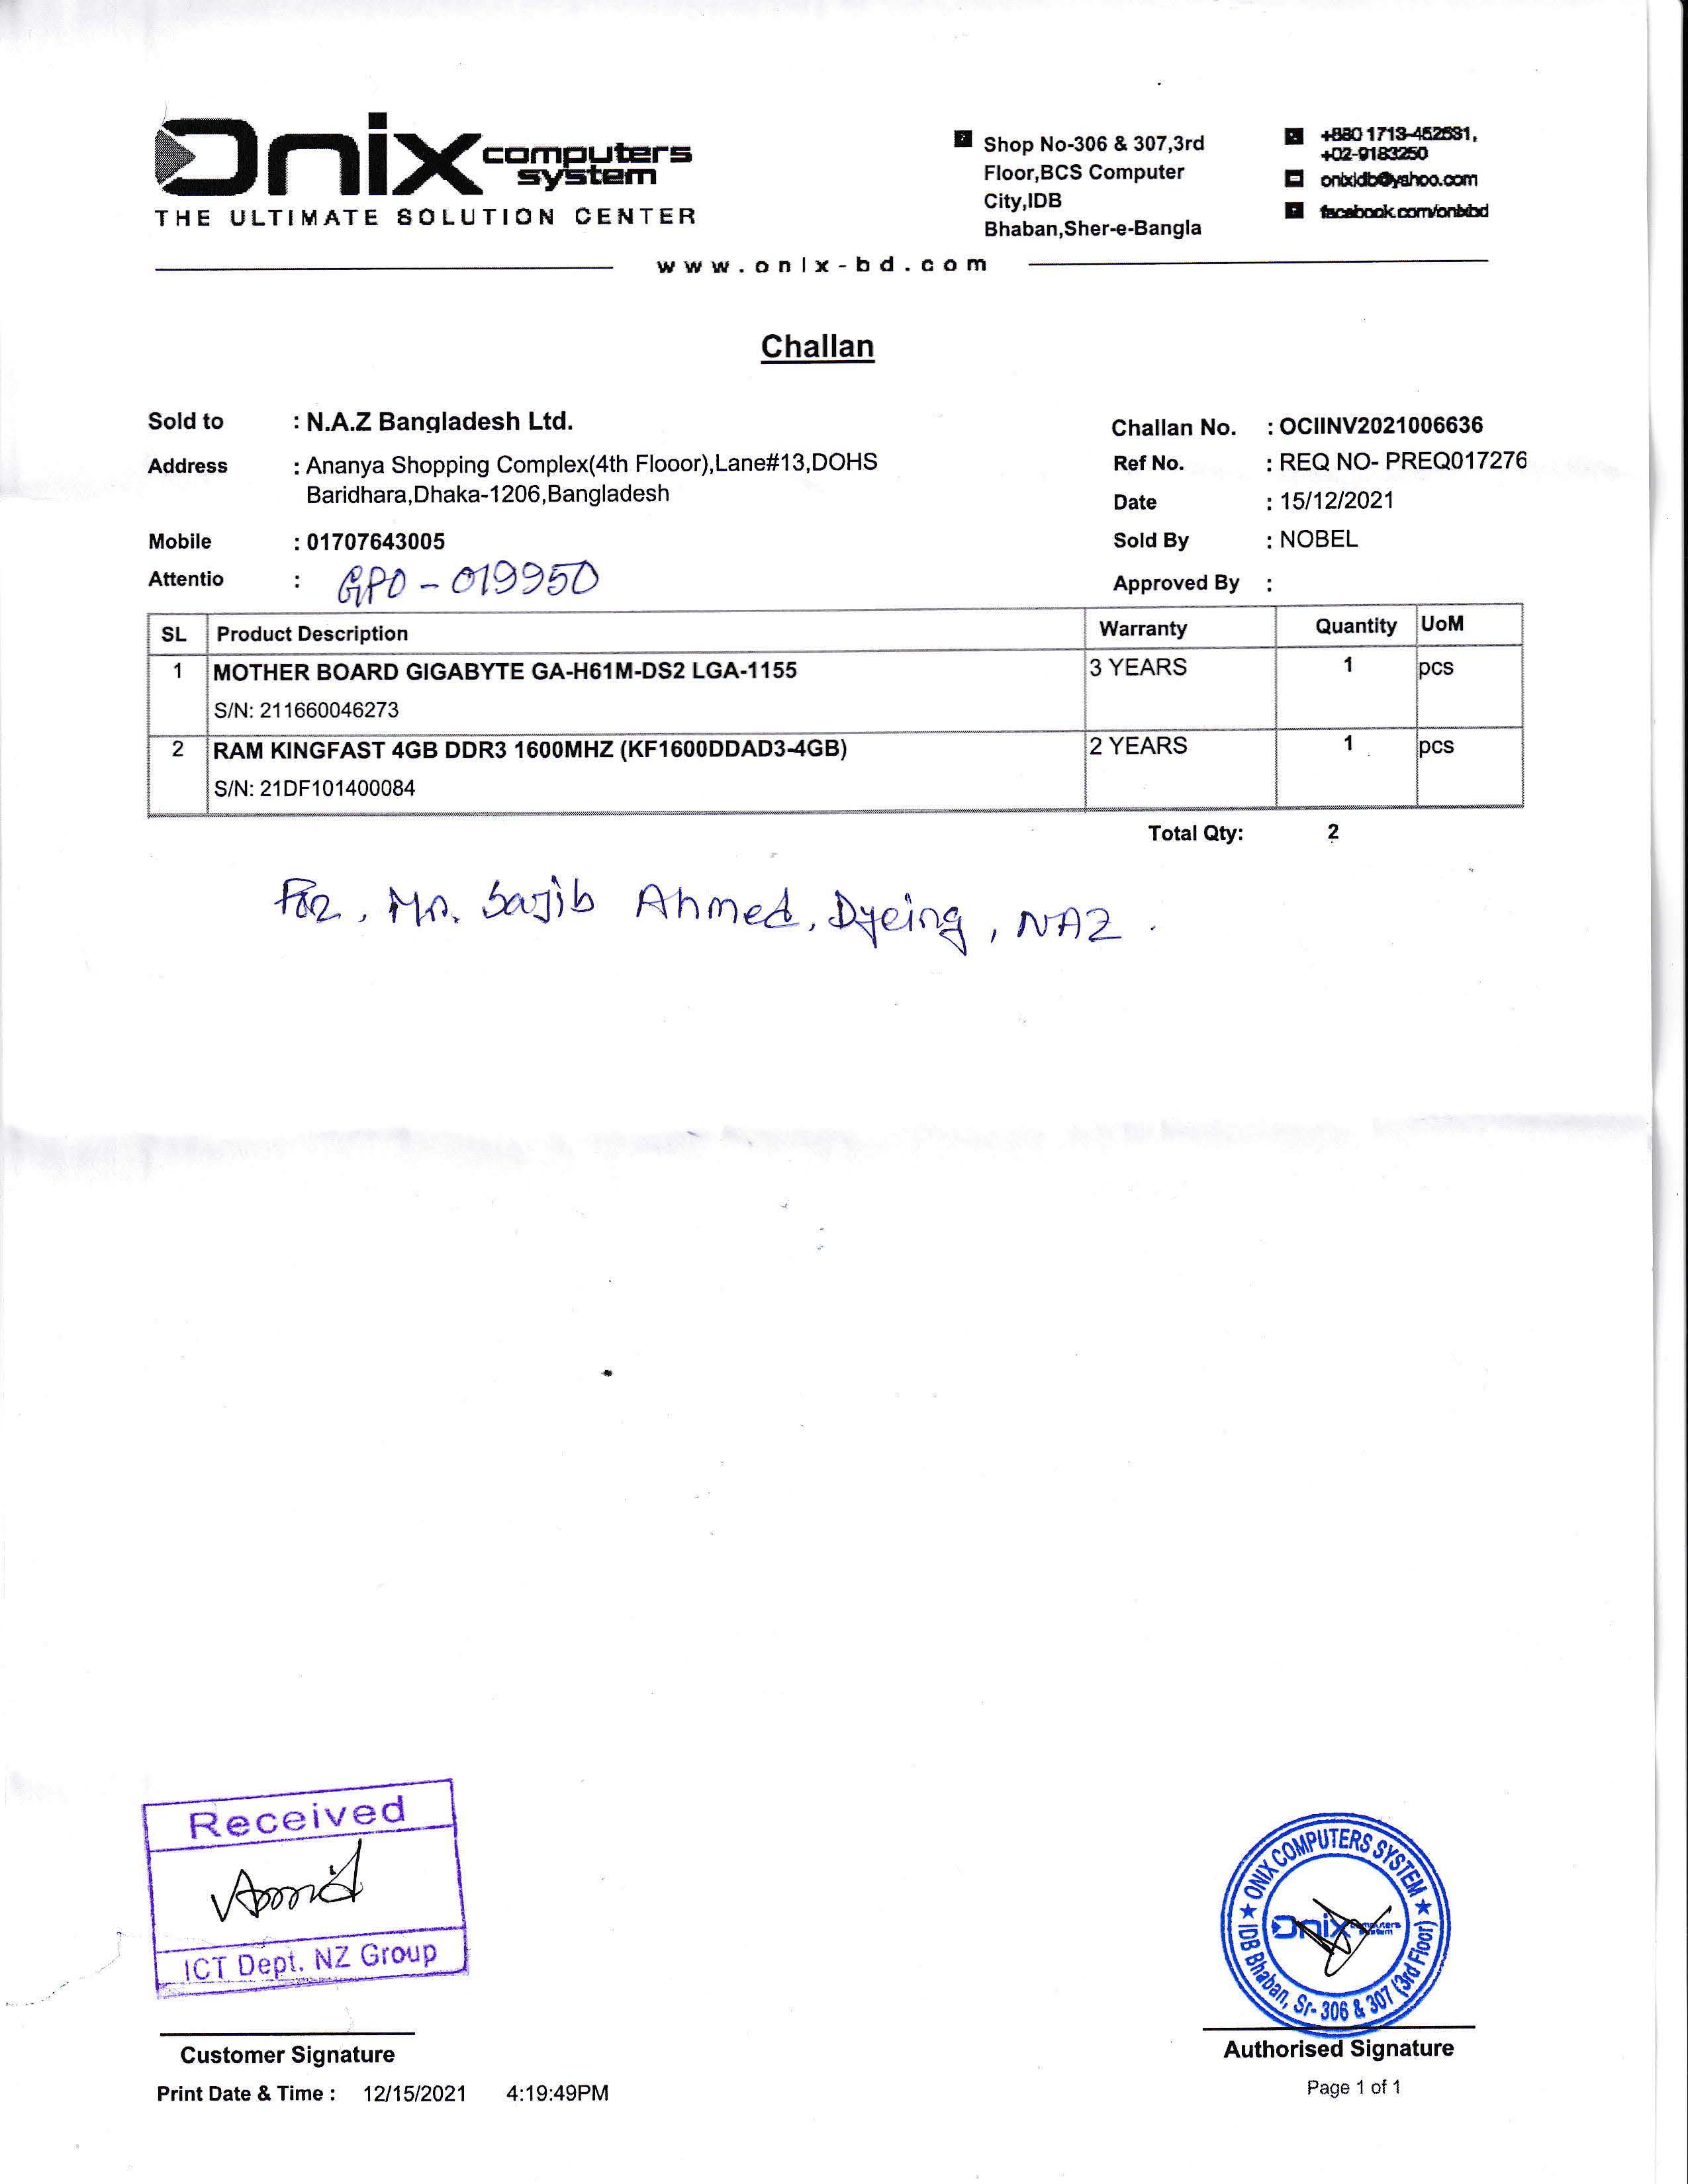 Onix computers system
THE ULTIMATE SOLUTION CENTER
Shop No-306 & 307,3rd
Floor,BCS Computer
City,IDB
Bhaban,Sher-e-Bangla
+880 1713-452631,
+02-9183250
onixidb@yahoo.com
facebook.com/onixbd
www.onix-bd.com
Challan
Sold to : N.A.Z Bangladesh Ltd.
Address : Ananya Shopping Complex(4th Flooor),Lane#13,DOHS
Baridhara,Dhaka-1206,Bangladesh
Mobile : 01707643005
Attentio : GPO - 019950
Challan No. : OCIINV2021006636
Ref No. : REQ NO- PREQ017276
Date : 15/12/2021
Sold By : NOBEL
Approved By :
SL Product Description Warranty Quantity UoM
1 MOTHER BOARD GIGABYTE GA-H61M-DS2 LGA-1155 3 YEARS 1 pcs
S/N: 211660046273
2 RAM KINGFAST 4GB DDR3 1600MHZ (KF1600DDAD3-4GB) 2 YEARS 1 pcs
S/N: 21DF101400084
Total Qty: 2
For, Mr. Sajib Ahmed, Dyeing, NAZ.
Received
ICT Dept. NZ Group
Customer Signature
Print Date & Time : 12/15/2021 4:19:49PM
ONIX COMPUTERS SYSTEM
Onix computers system
IDB Bhaban, Sr- 306 & 307 (3rd Floor)
Authorised Signature
Page 1 of 1